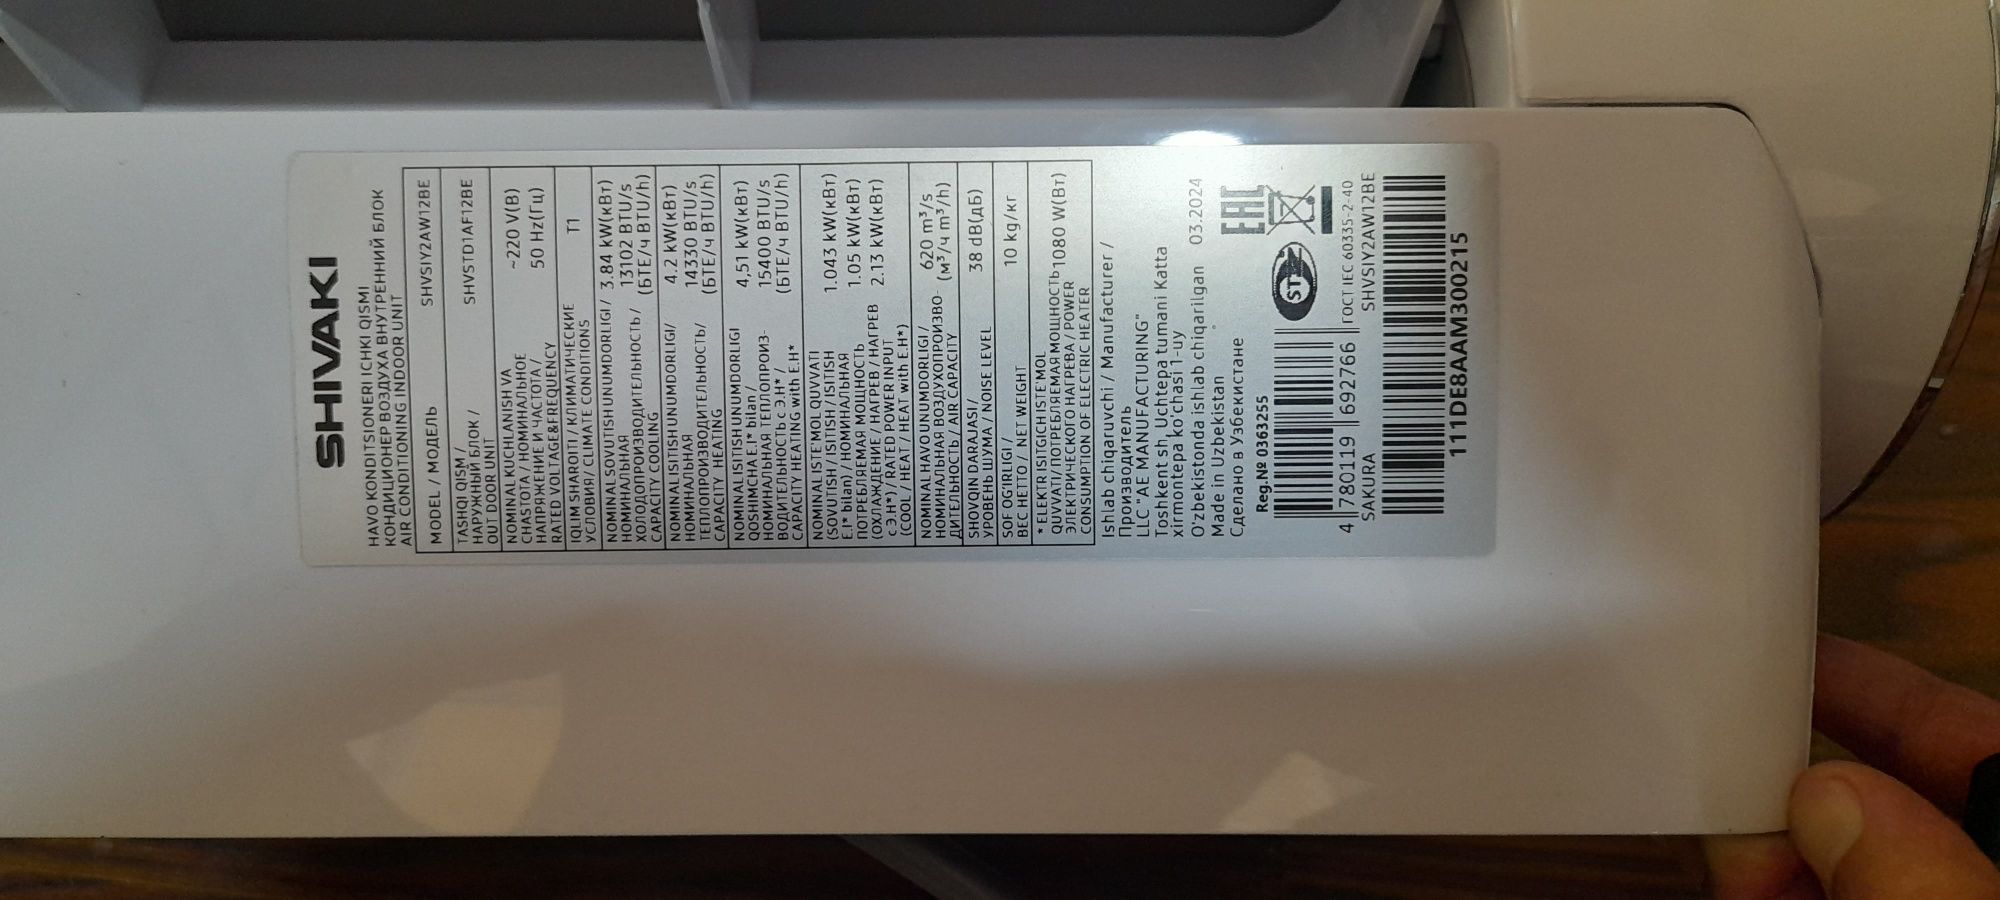 SHIVAKI
HAVO KONDITSIONERI ICHKI QISMI
КОНДИЦИОНЕР ВОЗДУХА ВНУТРЕННИЙ БЛОК
AIR CONDITIONING INDOOR UNIT
MODEL / МОДЕЛЬ SHVSIY2AW12BE
TASHQI QISM / SHVSTD1AF12BE
НАРУЖНЫЙ БЛОК /
OUT DOOR UNIT
NOMINAL KUCHLANISH VA ~220 V(В)
CHASTOTA / НОМИНАЛЬНОЕ 50 Hz(Гц)
НАПРЯЖЕНИЕ И ЧАСТОТА /
RATED VOLTAGE&FREQUENCY
IQLIM SHAROITI / КЛИМАТИЧЕСКИЕ T1
УСЛОВИЯ/ CLIMATE CONDITIONS
NOMINAL SOVUTISH UNUMDORLIGI / 3.84 kW(кВт)
НОМИНАЛЬНАЯ 13102 BTU/s
ХОЛОДОПРОИЗВОДИТЕЛЬНОСТЬ / (БТЕ/ч BTU/h)
CAPACITY COOLING
NOMINAL ISITISH UNUMDORLIGI/ 4.2 kW(кВт)
НОМИНАЛЬНАЯ 14330 BTU/s
ТЕПЛОПРОИЗВОДИТЕЛЬНОСТЬ/ (БТЕ/ч BTU/h)
CAPACITY HEATING
NOMINAL ISITISH UNUMDORLIGI 4,51 kW(кВт)
QOSHIMCHA E.I* bilan / 15400 BTU/s
НОМИНАЛЬНАЯ ТЕПЛОПРОИЗ- (БТЕ/ч BTU/h)
ВОДИТЕЛЬНОСТЬ с Э.Н* /
CAPACITY HEATING with E.H*
NOMINAL ISTE'MOL QUVVATI 1.043 kW(кВт)
(SOVUTISH / ISITISH / ISITISH 1.05 kW(кВт)
E.I* bilan) / НОМИНАЛЬНАЯ 2.13 kW(кВт)
ПОТРЕБЛЯЕМАЯ МОЩНОСТЬ
(ОХЛАЖДЕНИЕ / НАГРЕВ / НАГРЕВ
с Э.Н*) / RATED POWER INPUT
(COOL / HEAT / HEAT with E.H*)
NOMINAL HAVO UNUMDORLIGI / 620 m³/s
НОМИНАЛЬНАЯ ВОЗДУХОПРОИЗВО- (м³/ч m³/h)
ДИТЕЛЬНОСТЬ / AIR CAPACITY
SHOVQIN DARAJASI / 38 dB(дБ)
УРОВЕНЬ ШУМА / NOISE LEVEL
SOF OG'IRLIGI / 10 kg/кг
ВЕС НЕТТО / NET WEIGHT
* ELEKTR ISITGICH ISTE'MOL
QUVVATI/ПОТРЕБЛЯЕМАЯ МОЩНОСТЬ 1080 W(Вт)
ЭЛЕКТРИЧЕСКОГО НАГРЕВА / POWER
CONSUMPTION OF ELECTRIC HEATER
Ishlab chiqaruvchi / Manufacturer /
Производитель
LLC "AE MANUFACTURING"
Toshkent sh, Uchtepa tumani Katta
xirmontepa ko'chasi 1-uy
O'zbekistonda ishlab chiqarilgan 03.2024
Made in Uzbekistan
Сделано в Узбекистане
EAC
Reg.№ 0363255
4 780119 692766
ГОСТ IEC 60335-2-40
SAKURA SHVSIY2AW12BE
111DE8AAM300215